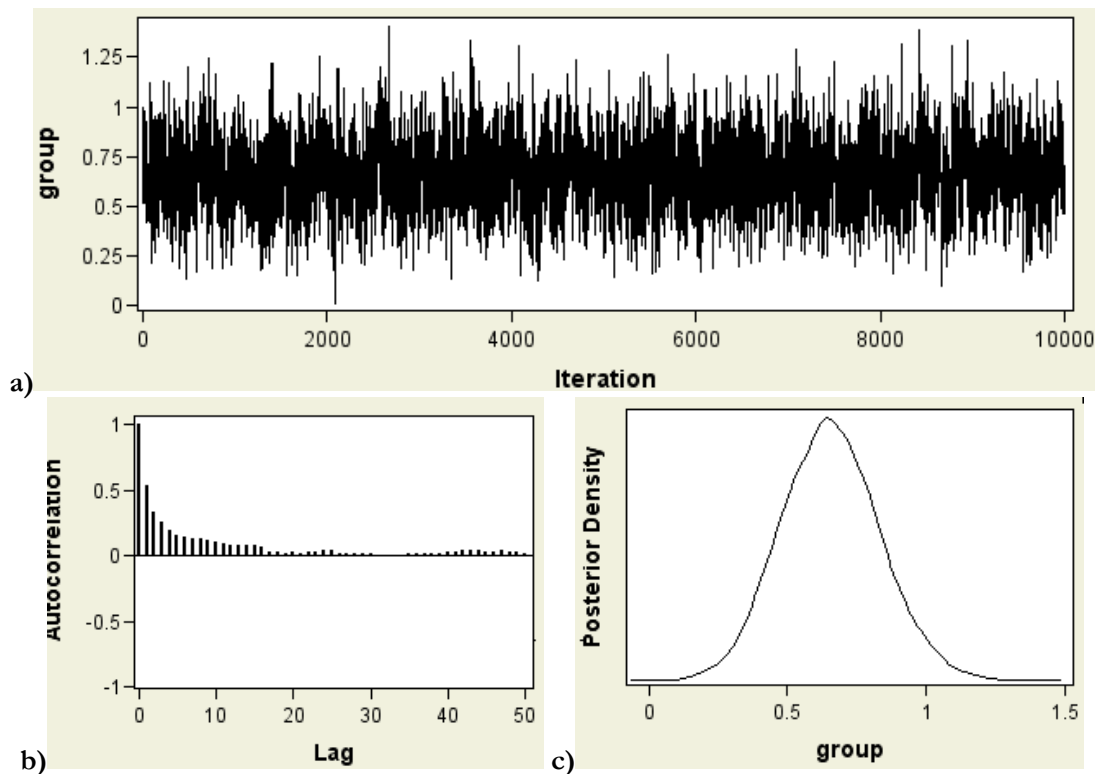 group
1.25
1
0.75
0.5
0.25
0
0 2000 4000 6000 8000 10000
Iteration
a)
Autocorrelation
1
0.5
0
-0.5
-1
0 10 20 30 40 50
Lag
b)
Posterior Density
0 0.5 1 1.5
group
c)